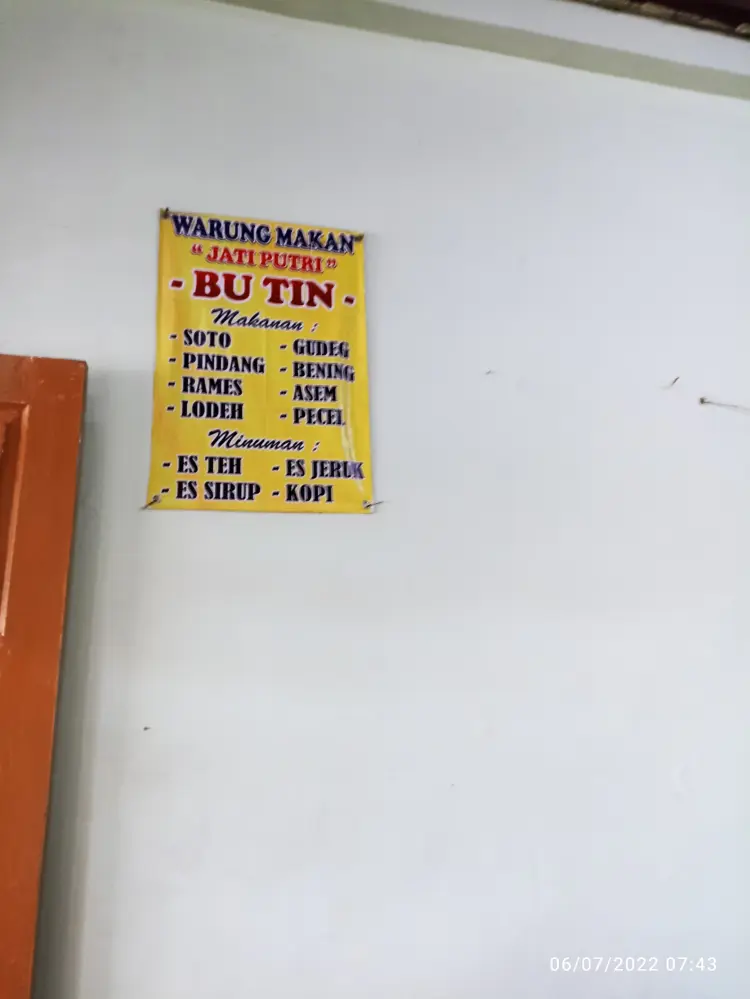 WARUNG MAKAN
" JATI PUTRI "
- BU TIN -
Makanan :
- SOTO
- PINDANG
- RAMES
- LODEH
- GUDEG
- BENING
- ASEM
- PECEL
Minuman :
- ES TEH
- ES SIRUP
- ES JERUK
- KOPI
06/07/2022 07:43